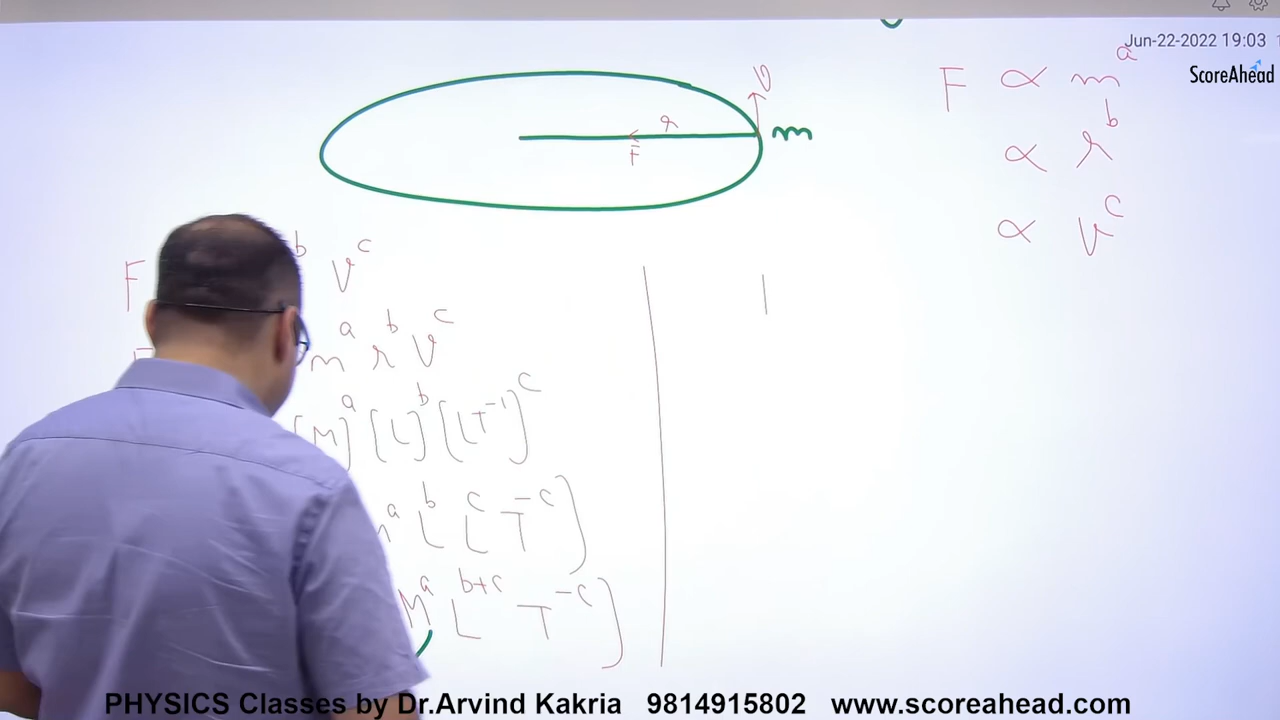 Jun-22-2022 19:03
ScoreAhead
F ∝ m^a
∝ r^b
∝ v^c
v
r
F
m
F b v^c
m^a r^b v^c
[M]^a [L]^b [LT^-1]^c
a L^b L^c T^-c]
M^a L^b+c T^-c]
PHYSICS Classes by Dr.Arvind Kakria 9814915802 www.scoreahead.com